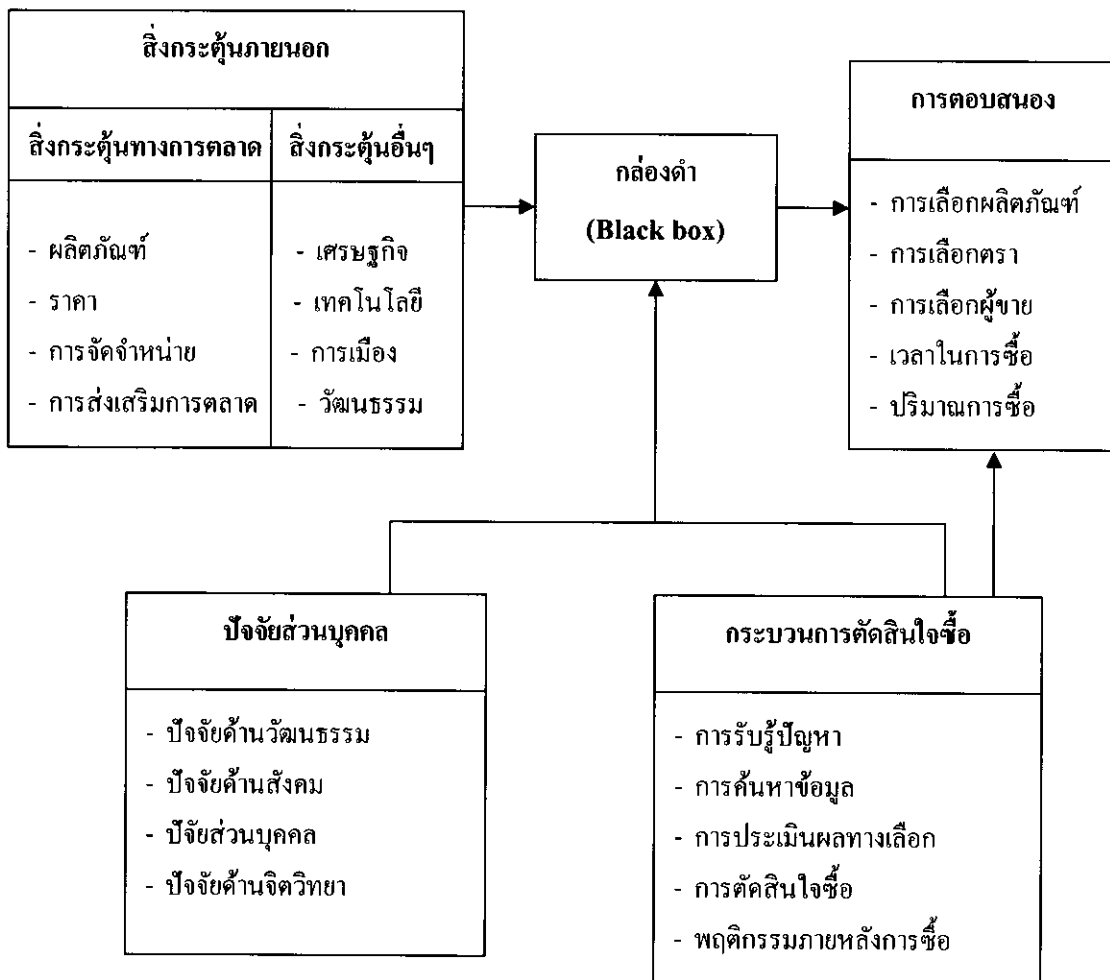 สิ่งกระตุ้นภายนอก
สิ่งกระตุ้นทางการตลาด
- ผลิตภัณฑ์
- ราคา
- การจัดจำหน่าย
- การส่งเสริมการตลาด
สิ่งกระตุ้นอื่นๆ
- เศรษฐกิจ
- เทคโนโลยี
- การเมือง
- วัฒนธรรม
กล่องดำ
(Black box)
การตอบสนอง
- การเลือกผลิตภัณฑ์
- การเลือกตรา
- การเลือกผู้ขาย
- เวลาในการซื้อ
- ปริมาณการซื้อ
ปัจจัยส่วนบุคคล
- ปัจจัยด้านวัฒนธรรม
- ปัจจัยด้านสังคม
- ปัจัยส่วนบุคคล
- ปัจจัยด้านจิตวิทยา
กระบวนการตัดสินใจซื้อ
- การรับรู้ปัญหา
- การค้นหาข้อมูล
- การประเมินผลทางเลือก
- การตัดสินใจซื้อ
- พฤติกรรมภายหลังการซื้อ